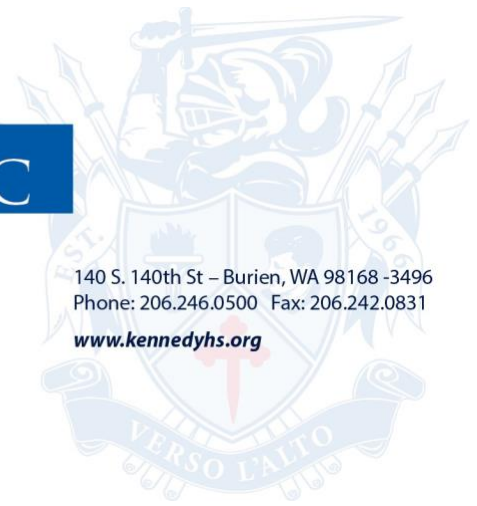 C
140 S. 140th St – Burien, WA 98168 -3496
Phone: 206.246.0500 Fax: 206.242.0831
www.kennedyhs.org
EST. 1966
VERSO L'ALTO